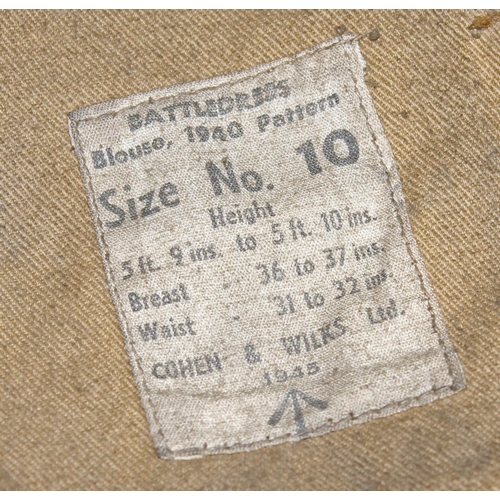 BATTLEDRESS
Blouse, 1940 Pattern
Size No. 10
Height
5 ft. 9 ins. to 5 ft. 10 ins.
Breast .. 36 to 37 ins.
Waist .. 31 to 32 ins.
COHEN & WILKS Ltd.
1945